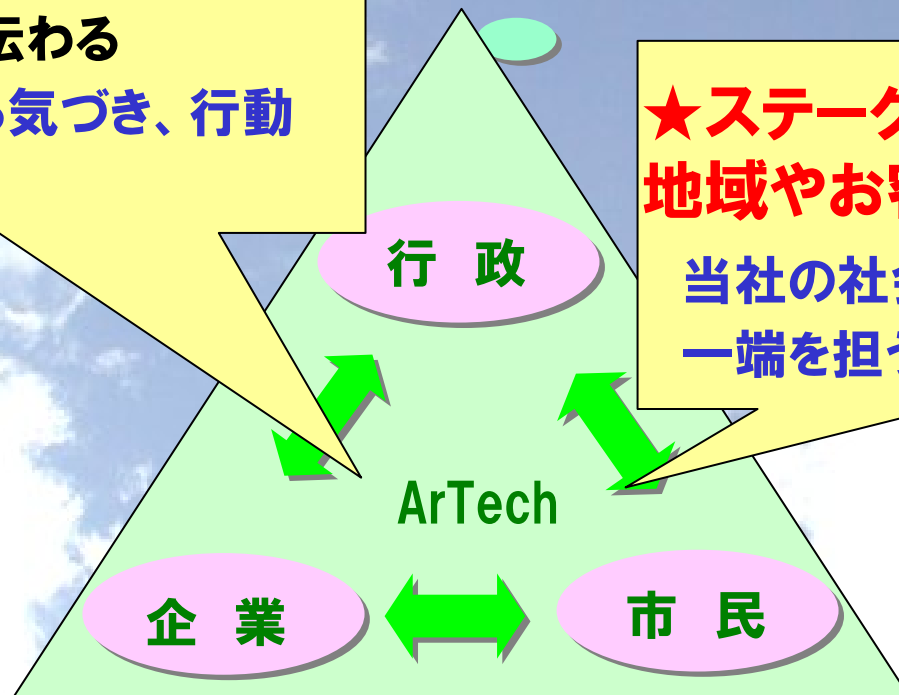 伝わる
気づき、行動
★ステーク
地域やお客
当社の社会
一端を担う
行 政
ArTech
企 業
市 民